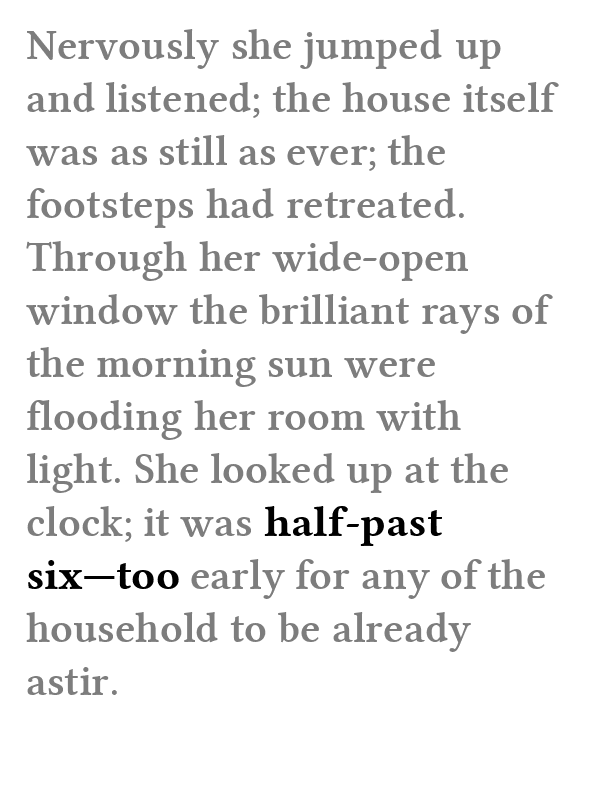 Nervously she jumped up
and listened; the house itself
was as still as ever; the
footsteps had retreated.
Through her wide-open
window the brilliant rays of
the morning sun were
flooding her room with
light. She looked up at the
clock; it was half-past
six—too early for any of the
household to be already
astir.